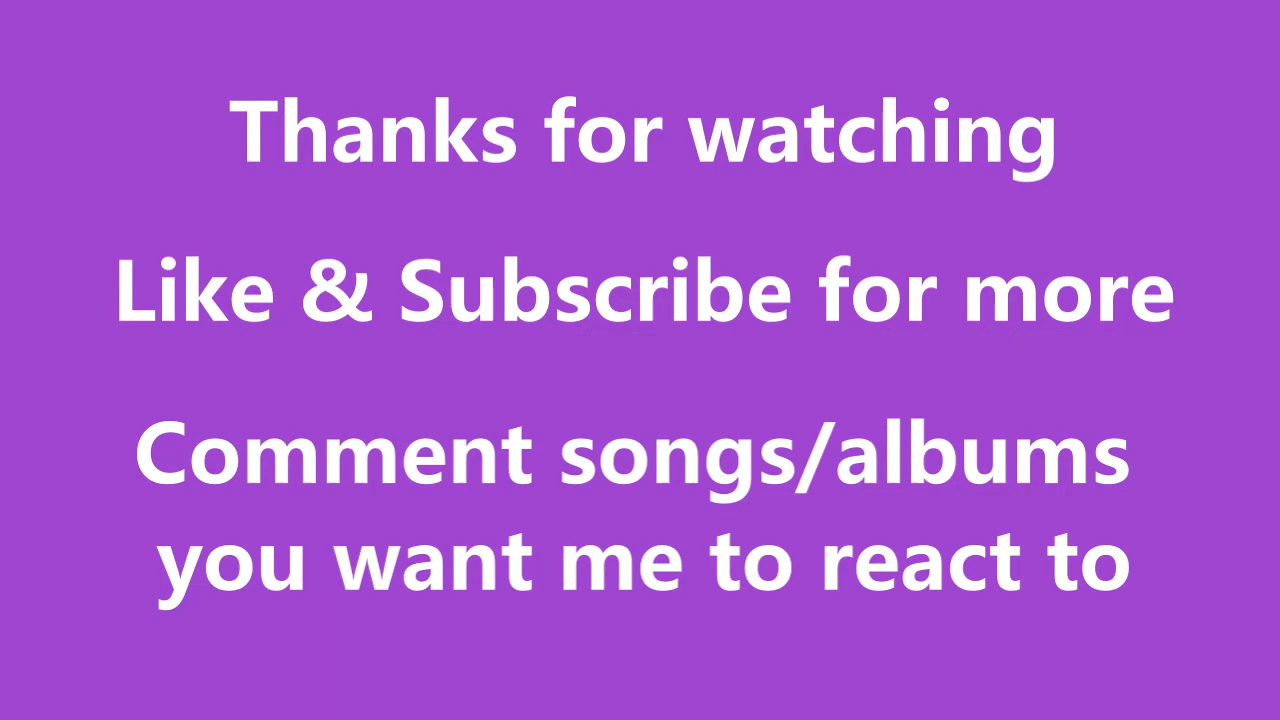 Thanks for watching
Like & Subscribe for more
Comment songs/albums
you want me to react to